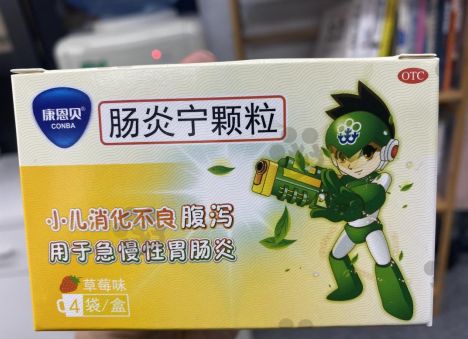 OTC
康恩贝®
CONBA
肠炎宁颗粒
小儿消化不良 腹泻
用于急慢性胃肠炎
草莓味
4袋/盒